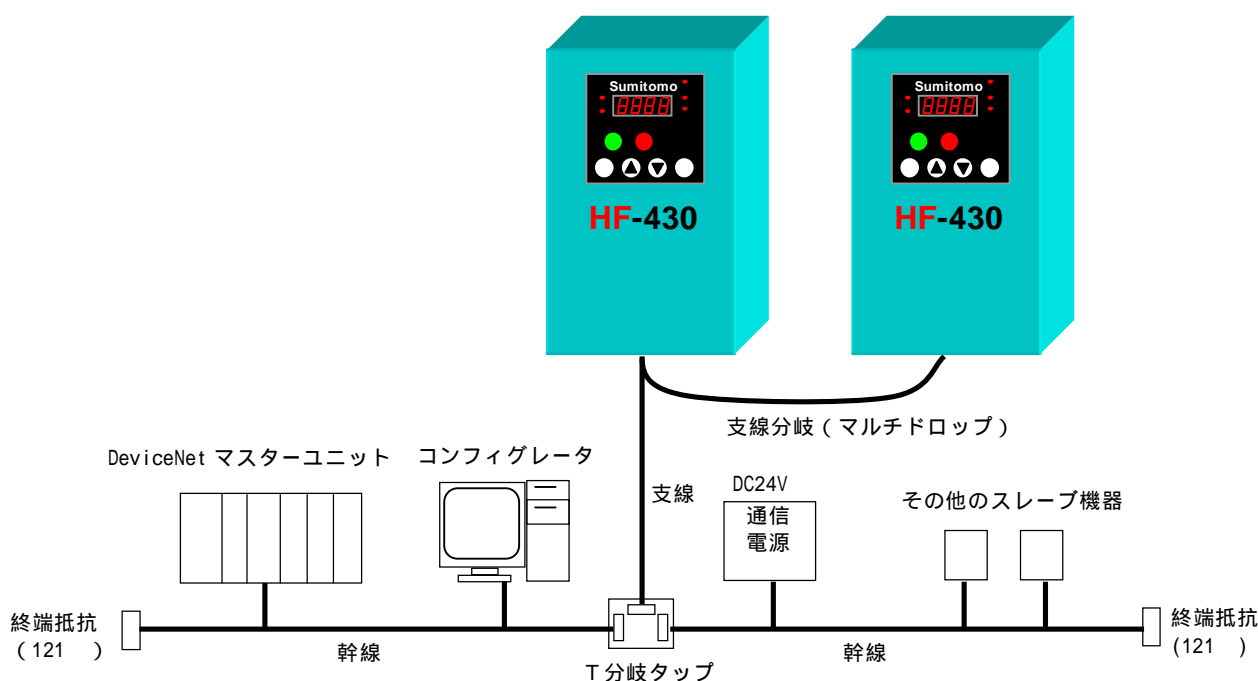 Sumitomo
8888
HF-430
Sumitomo
8888
HF-430
支線分岐(マルチドロップ)
DeviceNet マスターユニット
コンフィグレータ
支線
DC24V
通信
電源
その他のスレーブ機器
終端抵抗
(121 )
幹線
T分岐タップ
幹線
終端抵抗
(121 )